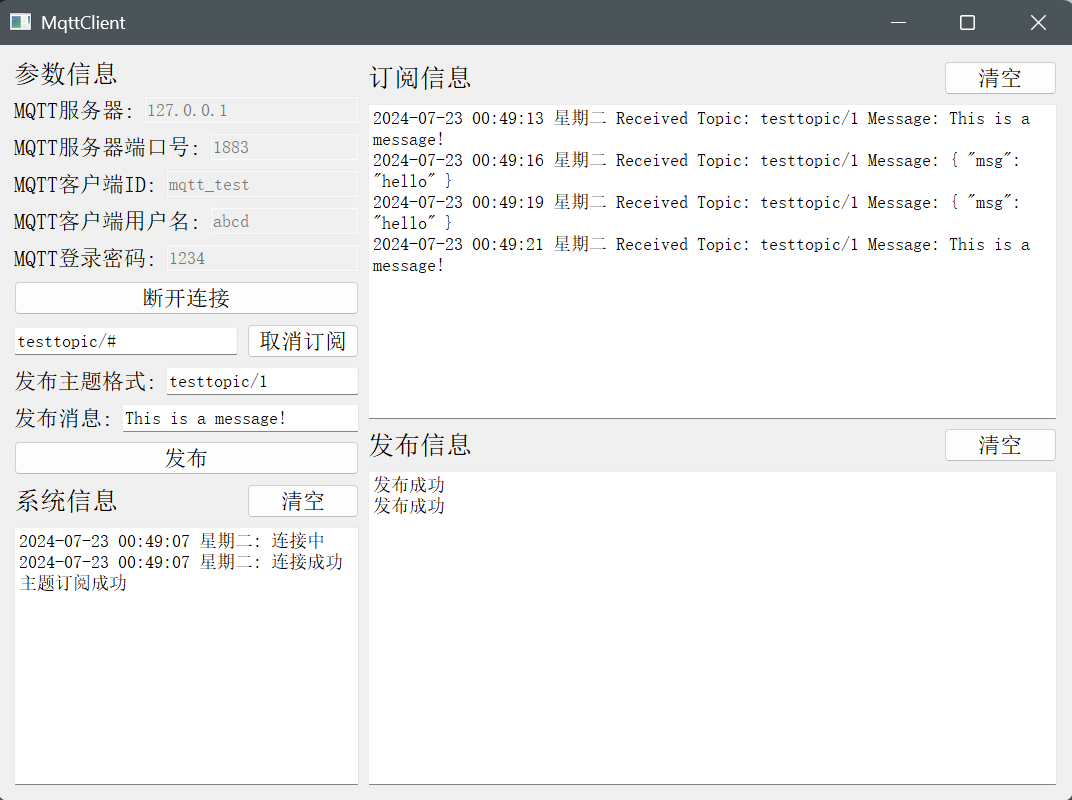 MqttClient
参数信息
MQTT服务器: 127.0.0.1
MQTT服务器端口号: 1883
MQTT客户端ID: mqtt_test
MQTT客户端用户名: abcd
MQTT登录密码: 1234
断开连接
testtopic/# 取消订阅
发布主题格式: testtopic/1
发布消息: This is a message!
发布
系统信息 清空
2024-07-23 00:49:07 星期二: 连接中
2024-07-23 00:49:07 星期二: 连接成功
主题订阅成功
订阅信息 清空
2024-07-23 00:49:13 星期二 Received Topic: testtopic/1 Message: This is a
message!
2024-07-23 00:49:16 星期二 Received Topic: testtopic/1 Message: { "msg":
"hello" }
2024-07-23 00:49:19 星期二 Received Topic: testtopic/1 Message: { "msg":
"hello" }
2024-07-23 00:49:21 星期二 Received Topic: testtopic/1 Message: This is a
message!
发布信息 清空
发布成功
发布成功